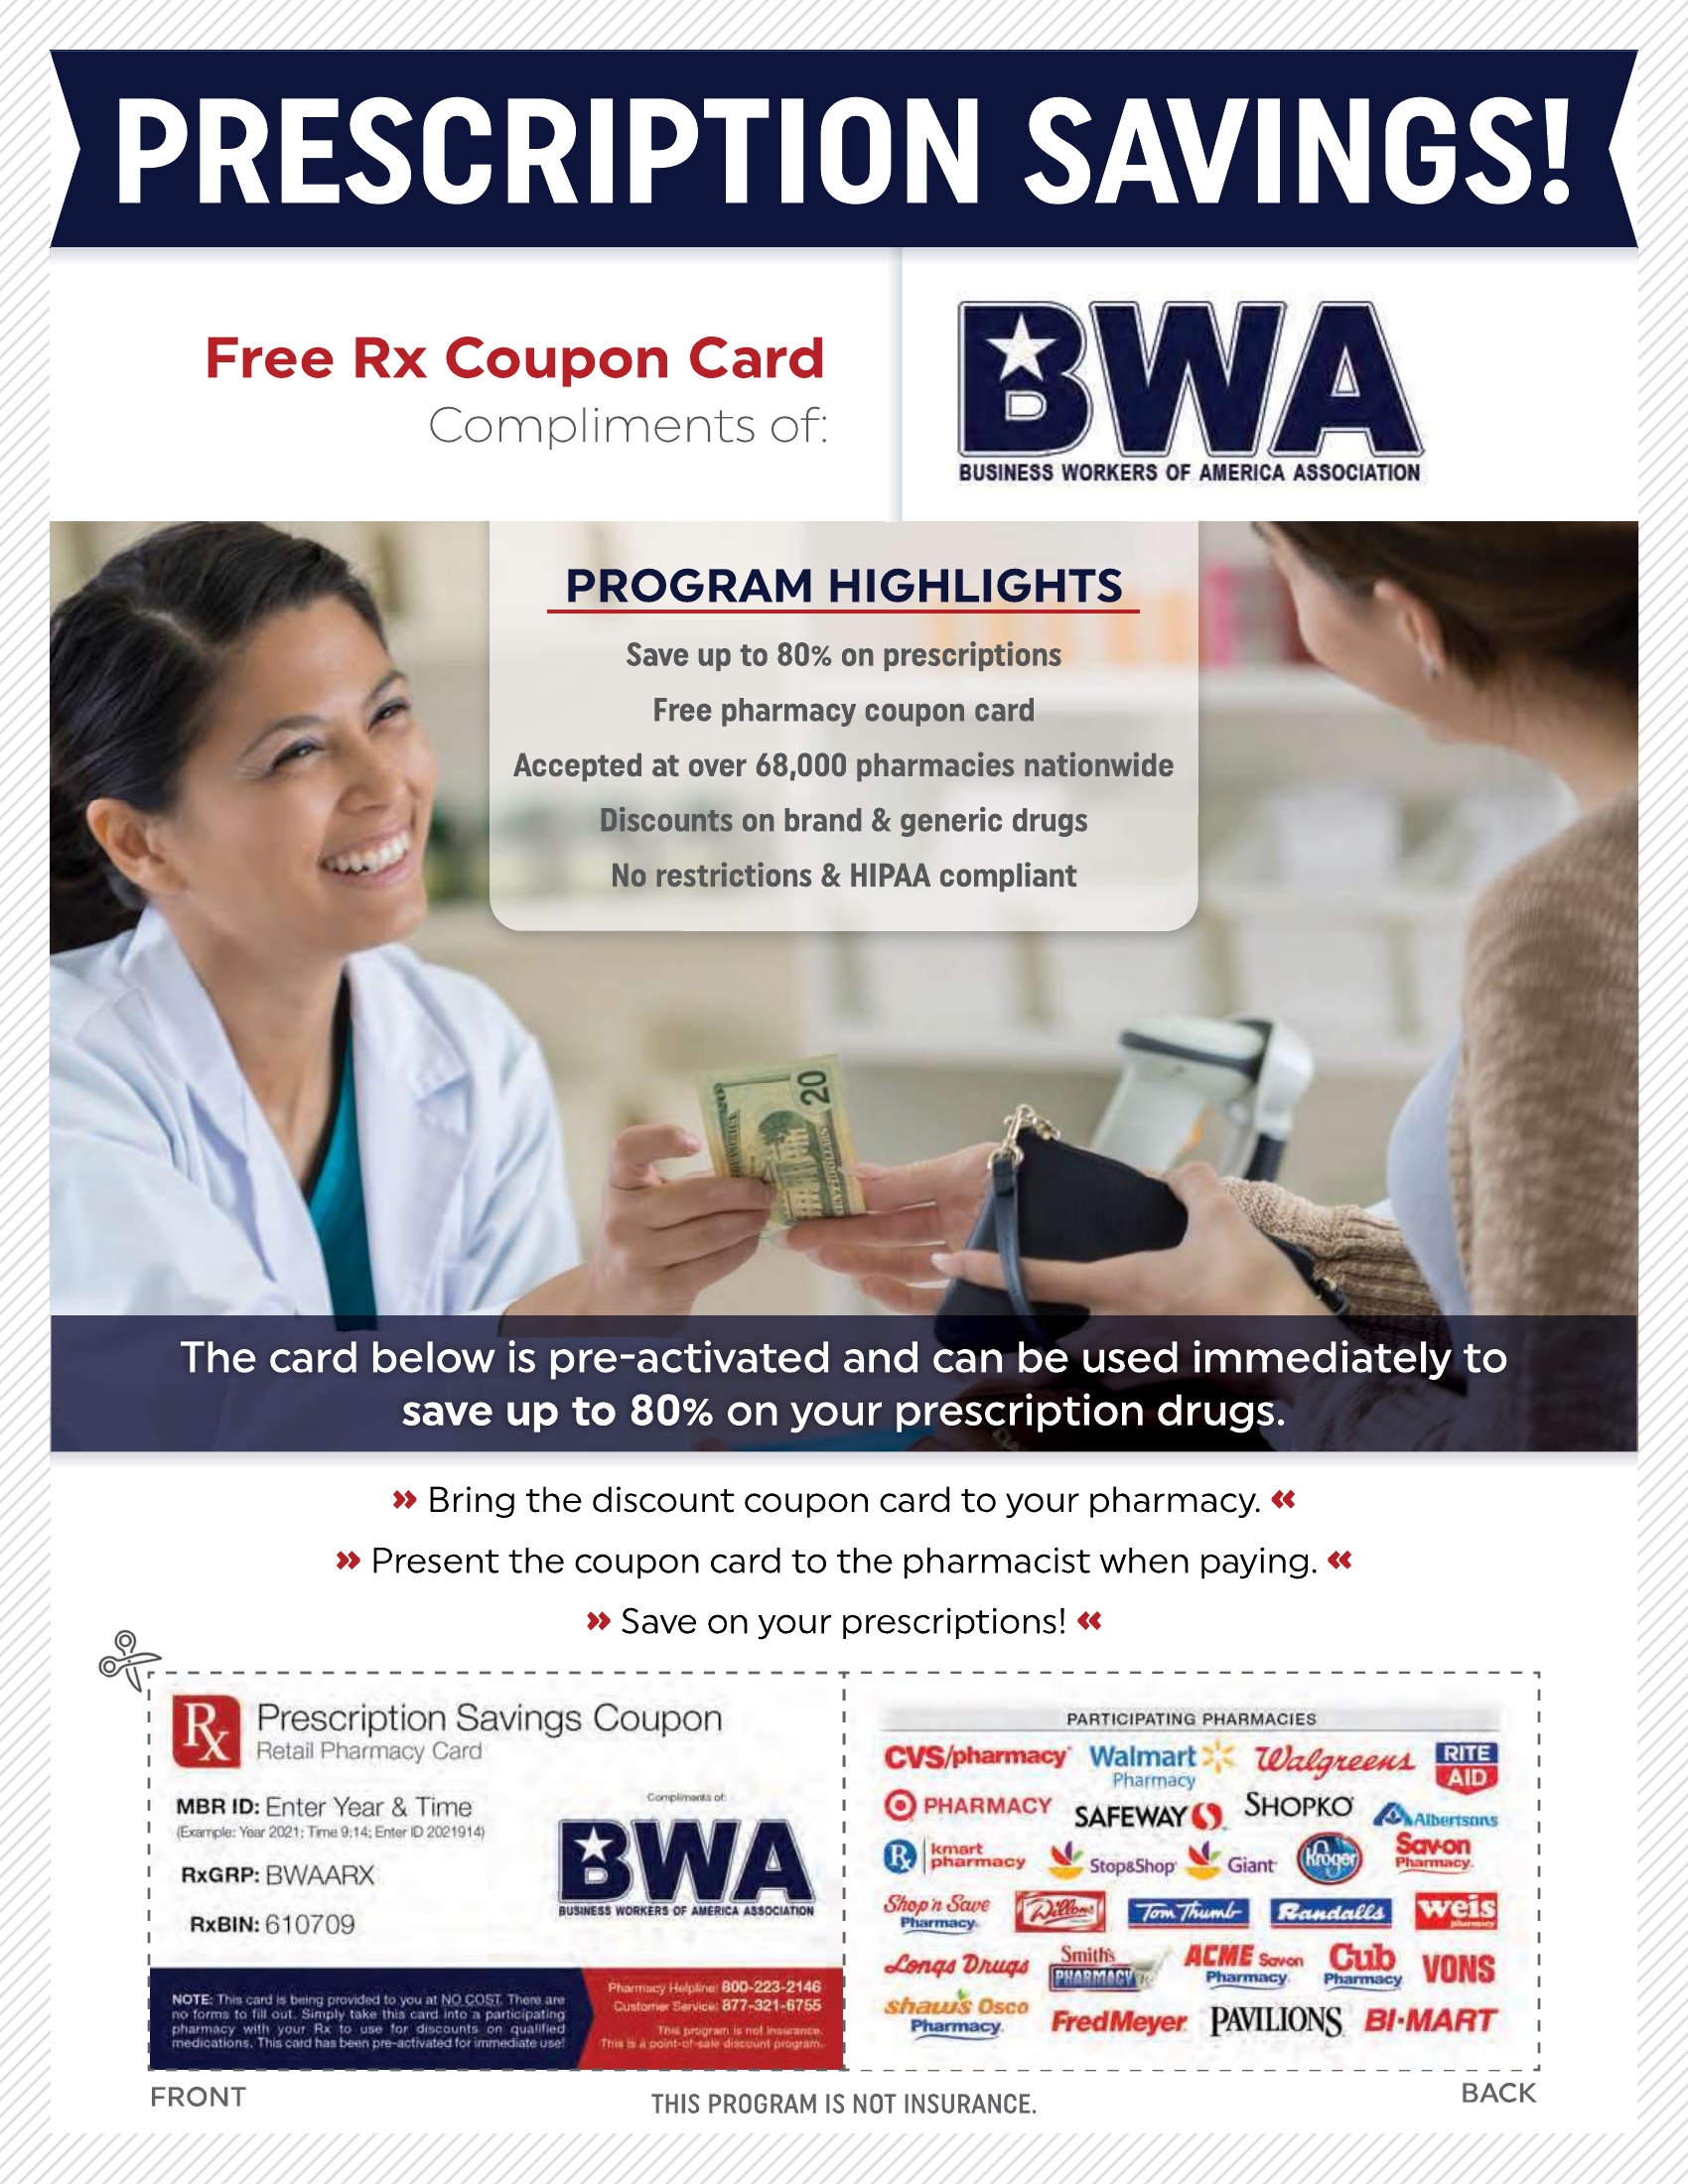 PRESCRIPTION SAVINGS!
Free Rx Coupon Card
Compliments of:
BWA
BUSINESS WORKERS OF AMERICA ASSOCIATION
PROGRAM HIGHLIGHTS
Save up to 80% on prescriptions
Free pharmacy coupon card
Accepted at over 68,000 pharmacies nationwide
Discounts on brand & generic drugs
No restrictions & HIPAA compliant
20
The card below is pre-activated and can be used immediately to
save up to 80% on your prescription drugs.
» Bring the discount coupon card to your pharmacy. «
» Present the coupon card to the pharmacist when paying. «
» Save on your prescriptions! «
Rx Prescription Savings Coupon
Retail Pharmacy Card
MBR ID: Enter Year & Time
(Example: Year 2021; Time 9:14; Enter ID 2021914)
RxGRP: BWAARX
RxBIN: 610709
Compliments of:
BWA
BUSINESS WORKERS OF AMERICA ASSOCIATION
NOTE: This card is being provided to you at NO COST. There are
no forms to fill out. Simply take this card into a participating
pharmacy with your Rx to use for discounts on qualified
medications. This card has been pre-activated for immediate use!
Pharmacy Helpline: 800-223-2146
Customer Service: 877-321-6755
This program is not insurance.
This is a point-of-sale discount program.
PARTICIPATING PHARMACIES
CVS/pharmacy Walmart Pharmacy Walgreens RITE AID
PHARMACY SAFEWAY SHOPKO Albertsons
Rx kmart pharmacy Stop&Shop Giant Kroger Sav-on Pharmacy
Shop'n Save Pharmacy Dillons Tom Thumb Randalls weis pharmacy
Longs Drugs Smith's PHARMACY ACME Savon Pharmacy Cub Pharmacy VONS
shaw's Osco Pharmacy FredMeyer PAVILIONS BI-MART
FRONT
THIS PROGRAM IS NOT INSURANCE.
BACK